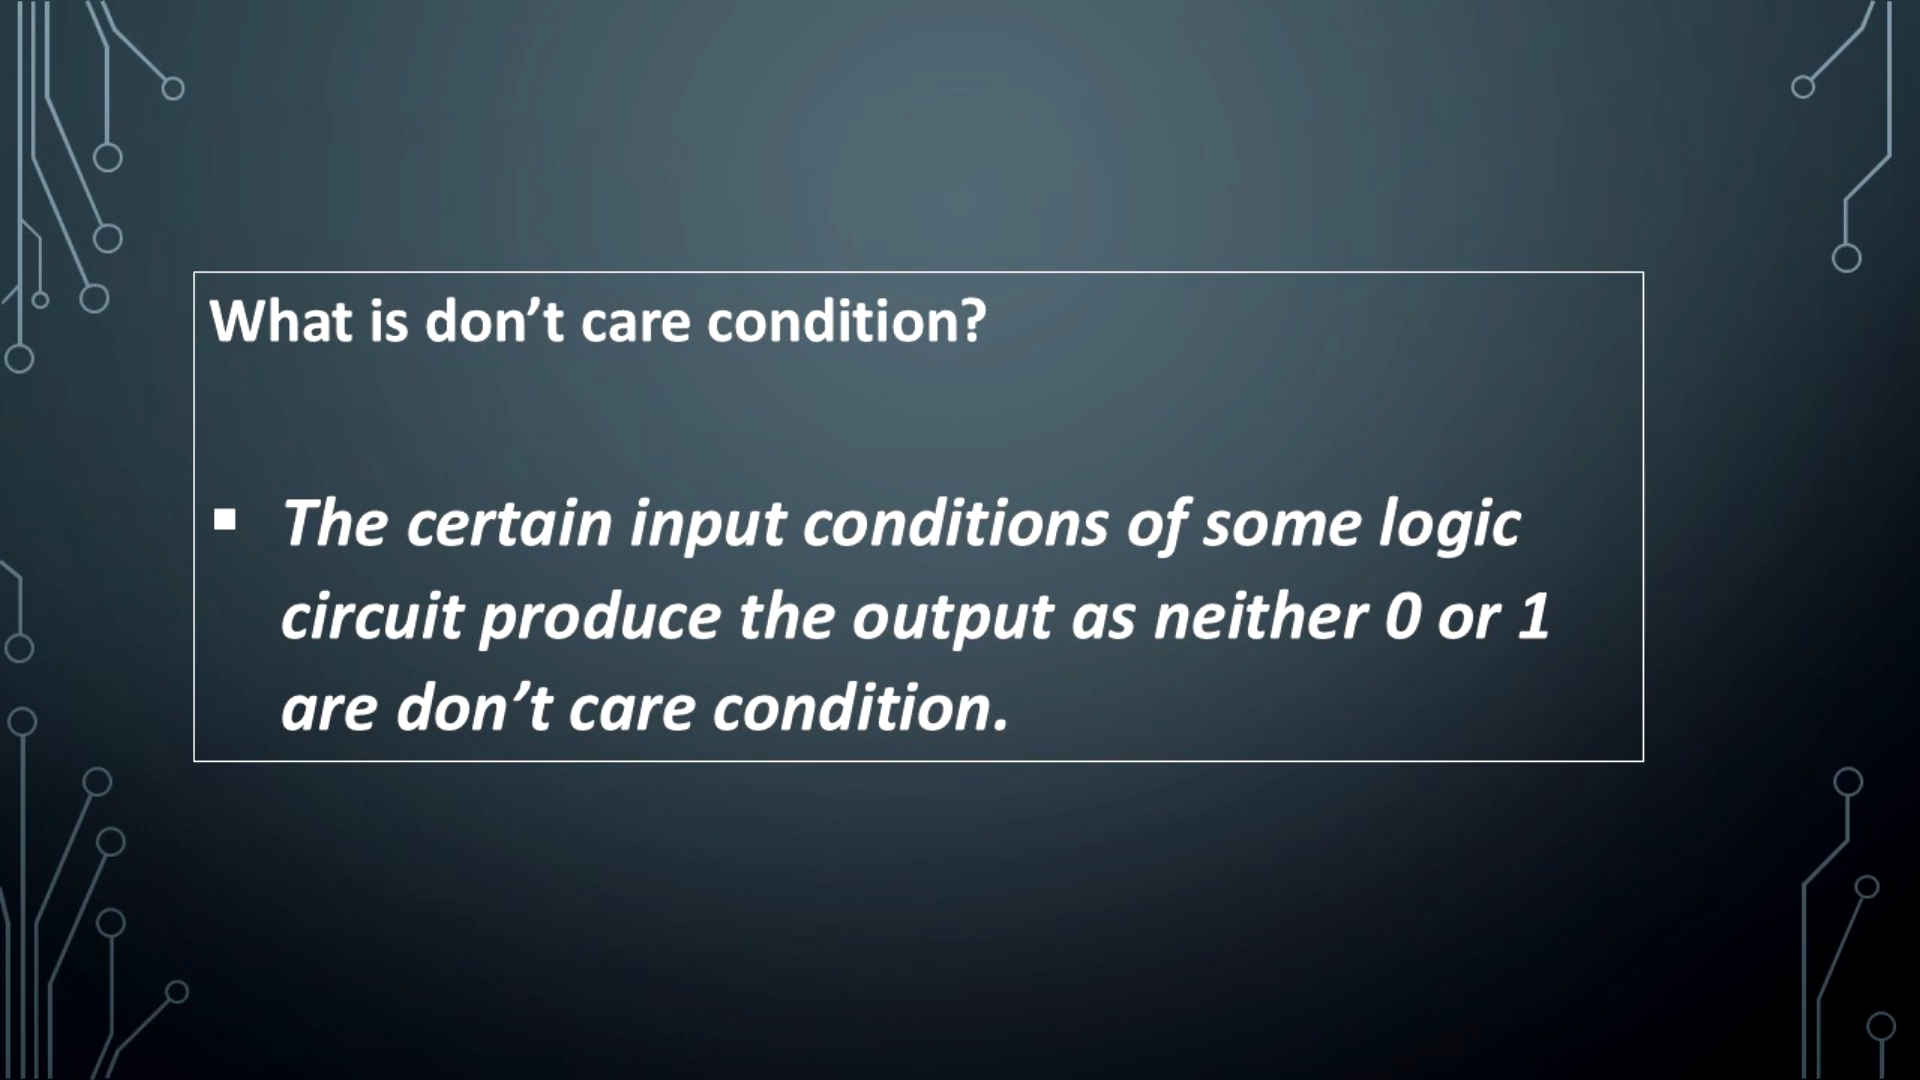 What is don’t care condition?
▪ The certain input conditions of some logic
circuit produce the output as neither 0 or 1
are don’t care condition.